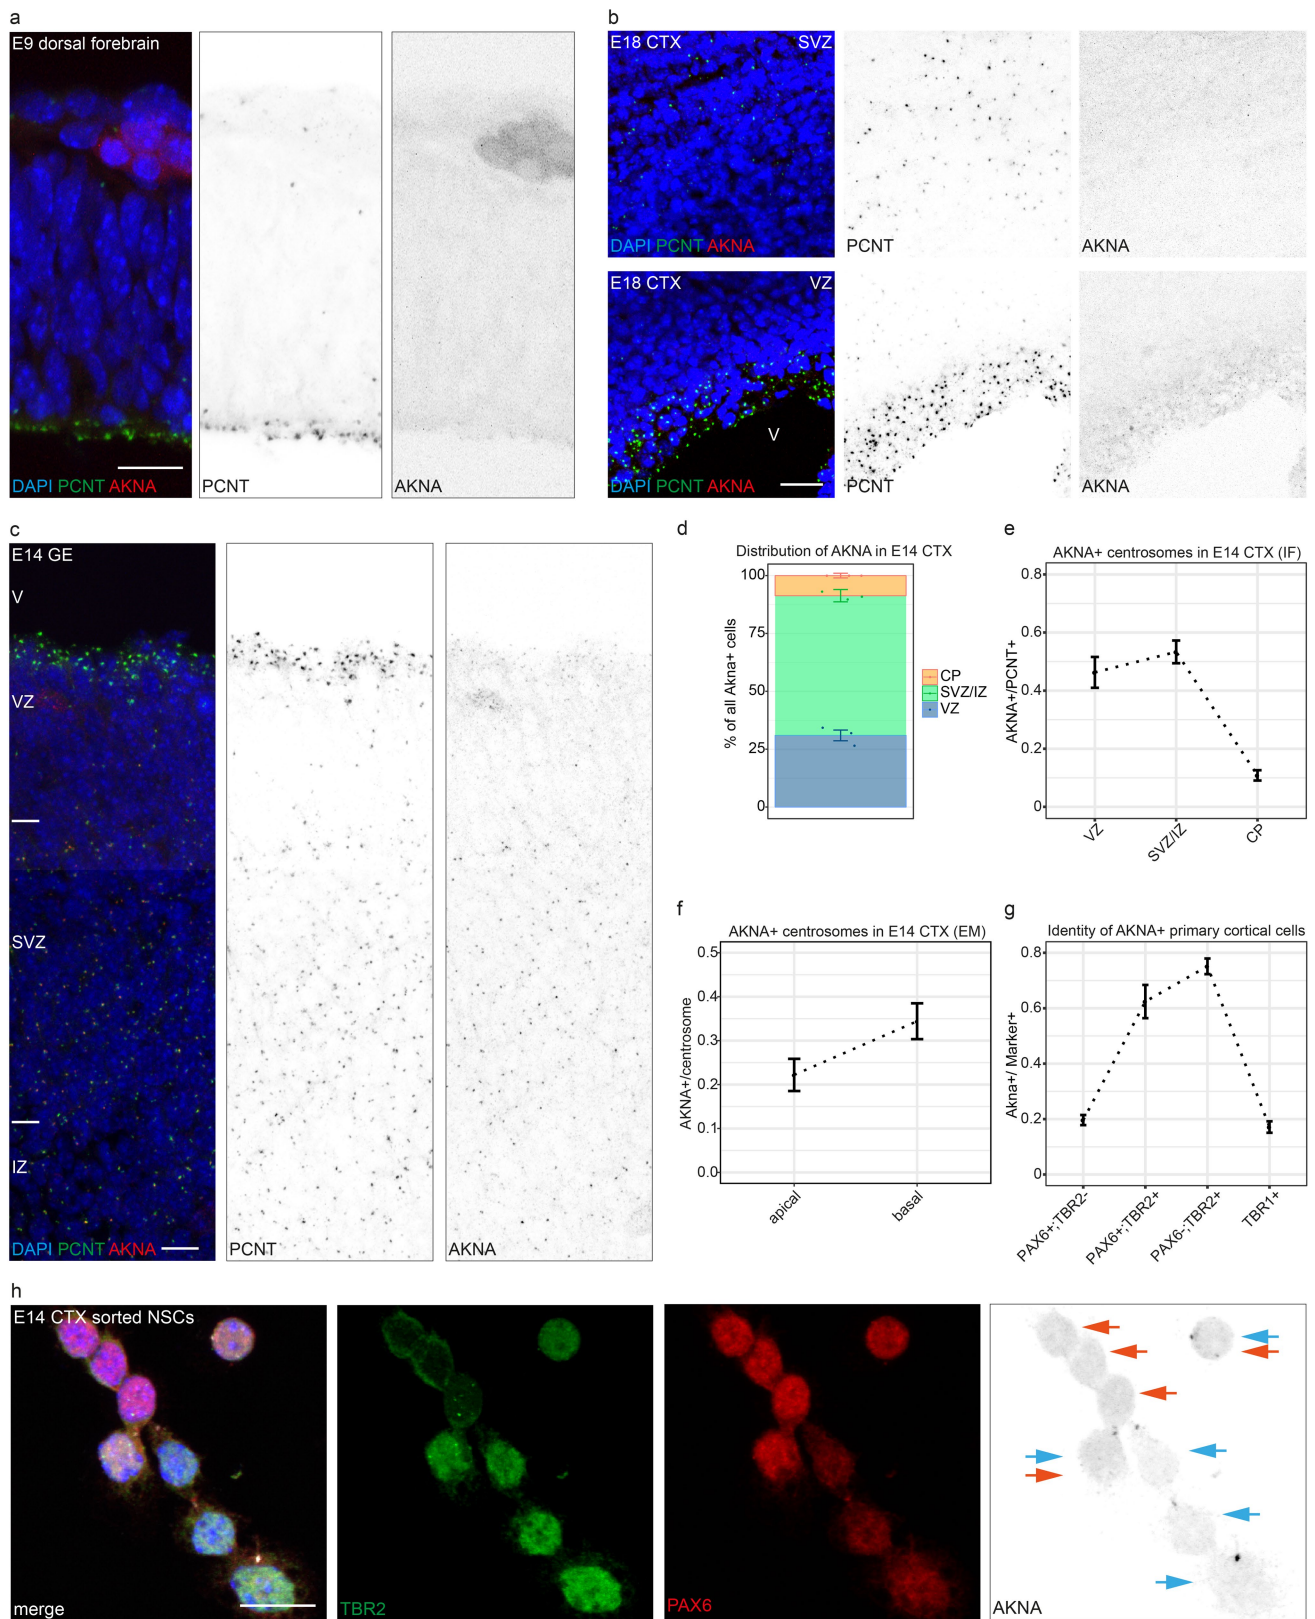 a
E9 dorsal forebrain
DAPI PCNT AKNA
PCNT
AKNA
b
E18 CTX
SVZ
DAPI PCNT AKNA
PCNT
AKNA
E18 CTX
VZ
V
DAPI PCNT AKNA
PCNT
AKNA
c
E14 GE
V
VZ
SVZ
IZ
DAPI PCNT AKNA
PCNT
AKNA
d
Distribution of AKNA in E14 CTX
% of all Akna+ cells
100
75
50
25
0
CP
SVZ/IZ
VZ
e
AKNA+ centrosomes in E14 CTX (IF)
AKNA+/PCNT+
0.8
0.6
0.4
0.2
0
VZ
SVZ/IZ
CP
f
AKNA+ centrosomes in E14 CTX (EM)
AKNA+/centrosome
0.5
0.4
0.3
0.2
0.1
0.0
apical
basal
g
Identity of AKNA+ primary cortical cells
Akna+/ Marker+
0.8
0.6
0.4
0.2
0
PAX6+;TBR2-
PAX6+;TBR2+
PAX6-;TBR2+
TBR1+
h
E14 CTX sorted NSCs
merge
TBR2
PAX6
AKNA